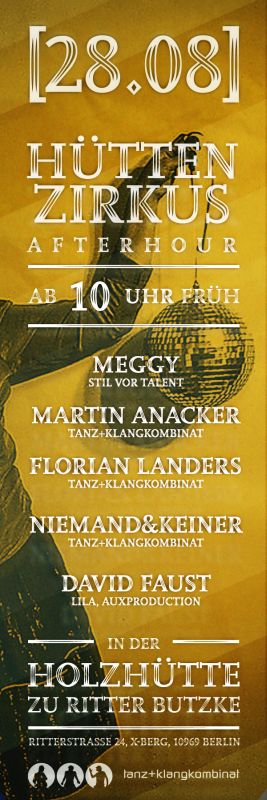 [28.08]
HÜTTEN
ZIRKUS
AFTERHOUR
AB 10 UHR FRÜH
MEGGY
STIL VOR TALENT
MARTIN ANACKER
TANZ+KLANGKOMBINAT
FLORIAN LANDERS
TANZ+KLANGKOMBINAT
NIEMAND&KEINER
TANZ+KLANGKOMBINAT
DAVID FAUST
LILA, AUXPRODUCTION
IN DER
HOLZHÜTTE
ZU RITTER BUTZKE
RITTERSTRASSE 24, X-BERG, 10969 BERLIN
tanz+klangkombinat